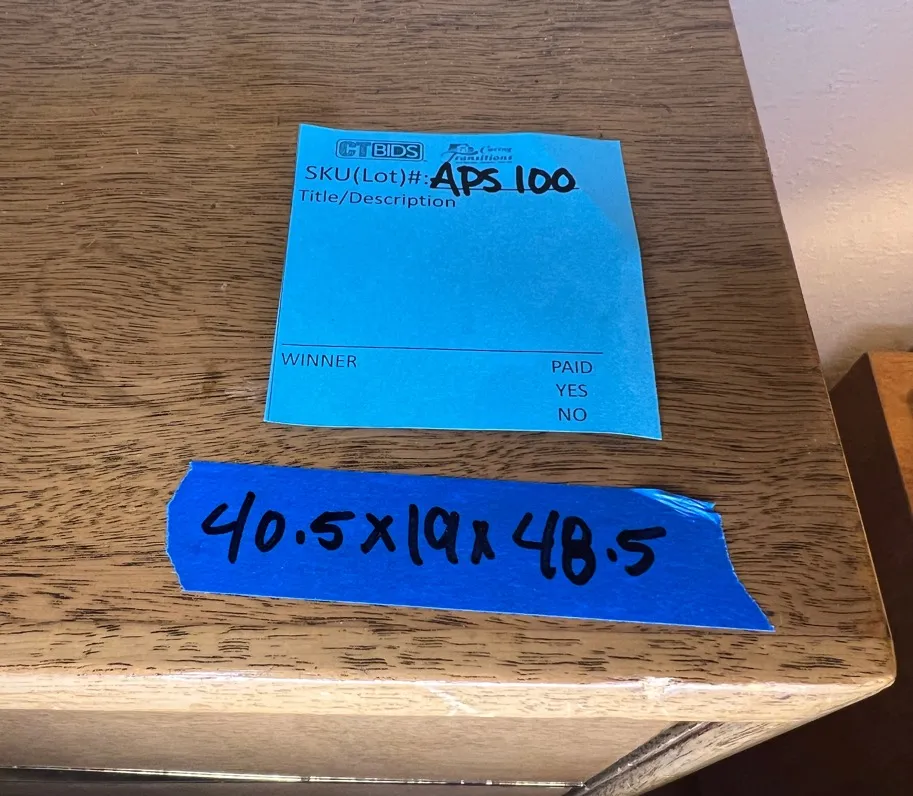 CTBIDS Caring Transitions
SKU(Lot)#: APS 100
Title/Description
WINNER PAID
YES
NO
40.5x19x48.5